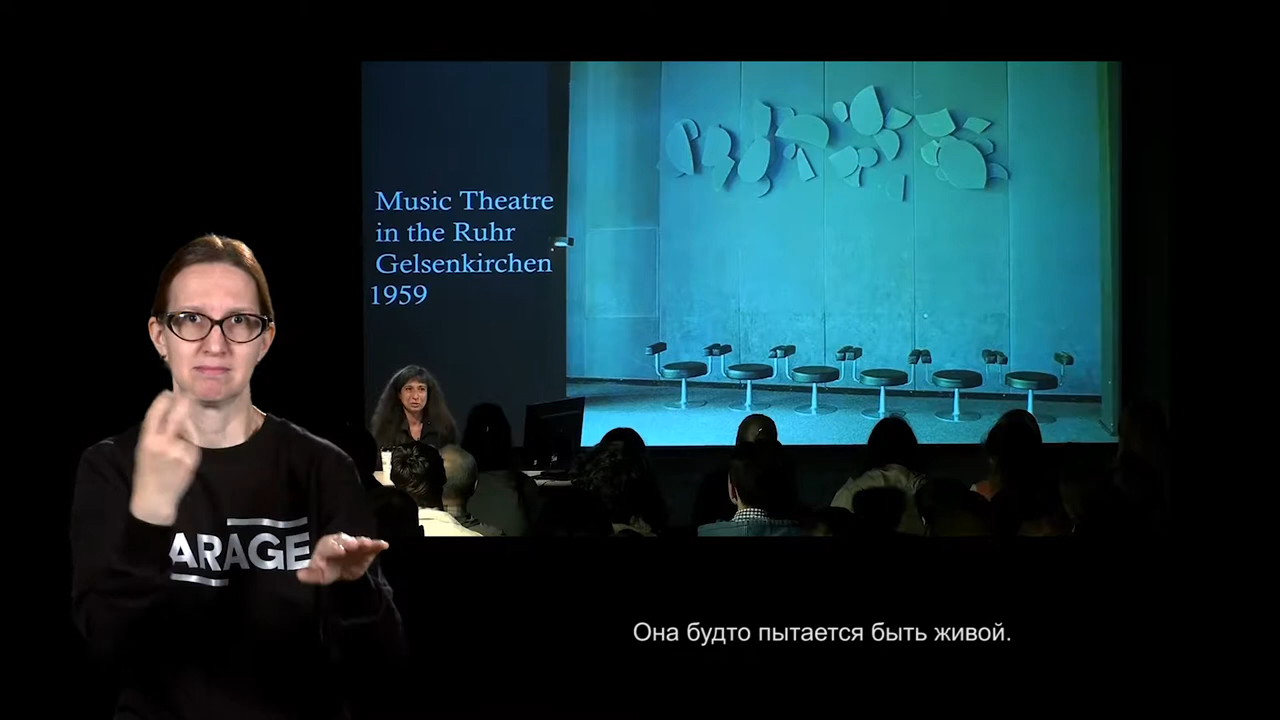 Music Theatre
in the Ruhr
Gelsenkirchen
1959
ARAGE
Она будто пытается быть живой.